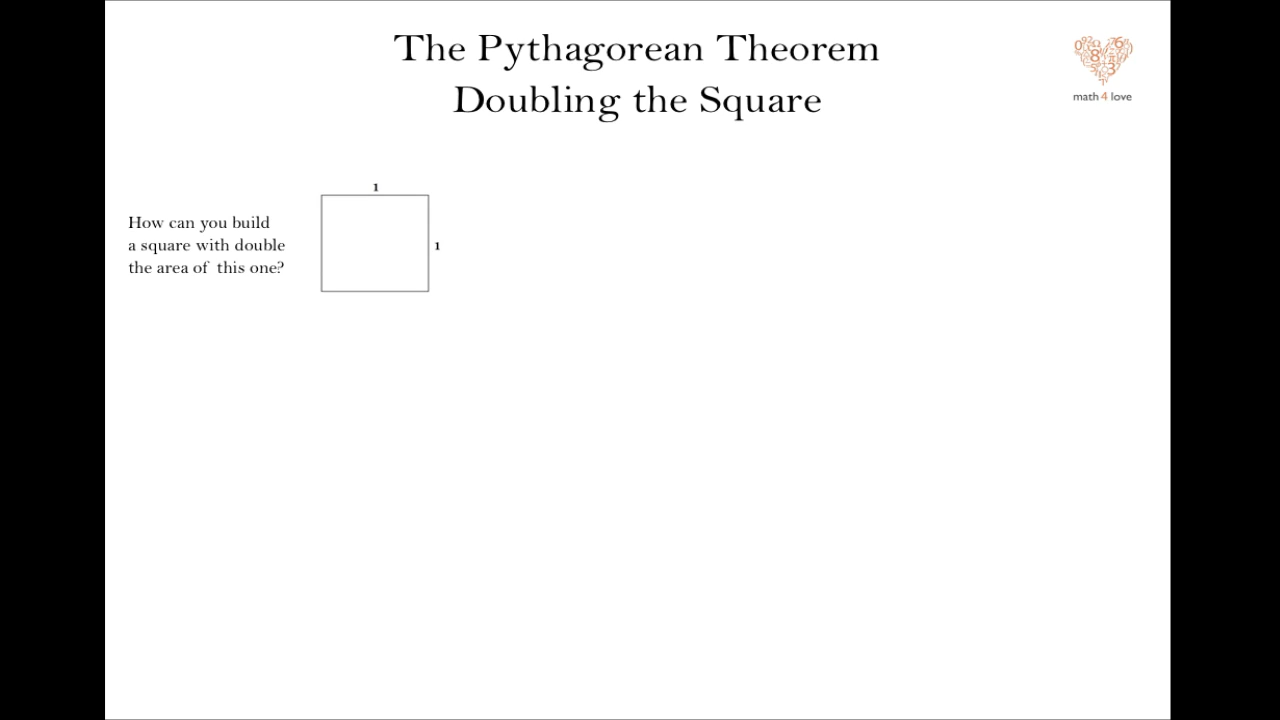 The Pythagorean Theorem
Doubling the Square
math 4 love
1
How can you build
a square with double
the area of this one?
1